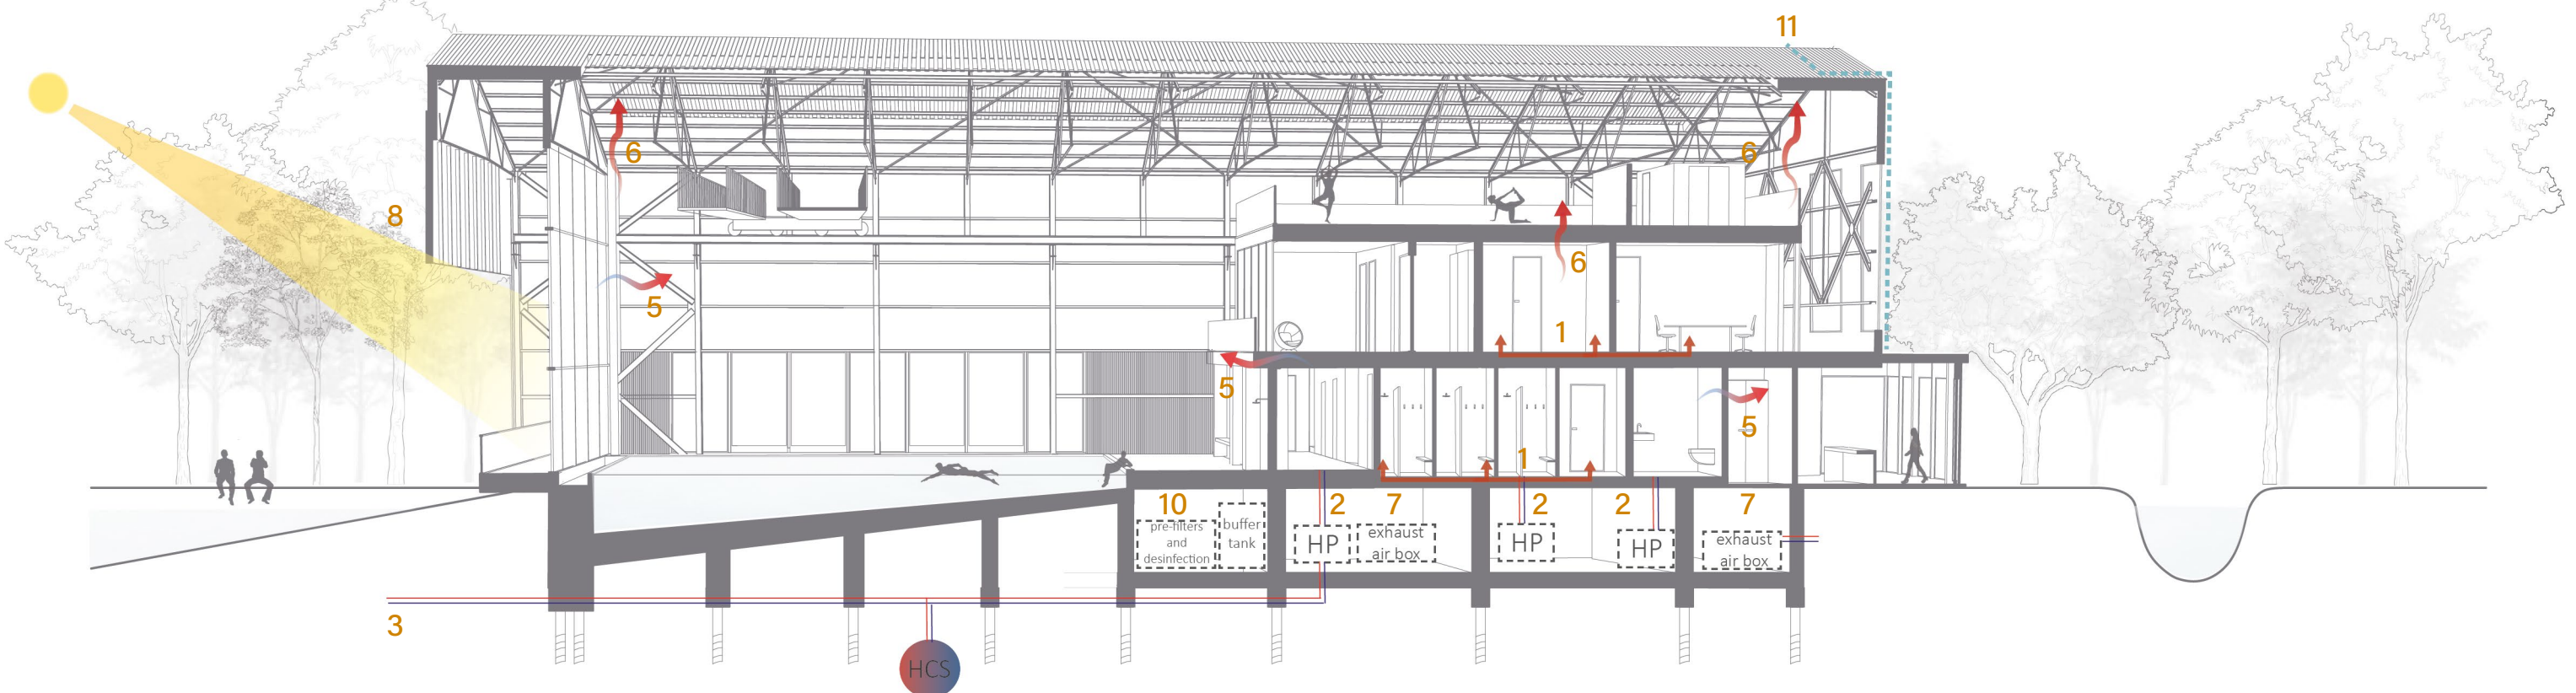 11
6
6
8
6
5
1
5
5
1
10
2
7
2
2
7
pre-filters
and
desinfection
buffer
tank
HP
exhaust
air box
HP
HP
exhaust
air box
3
HCS